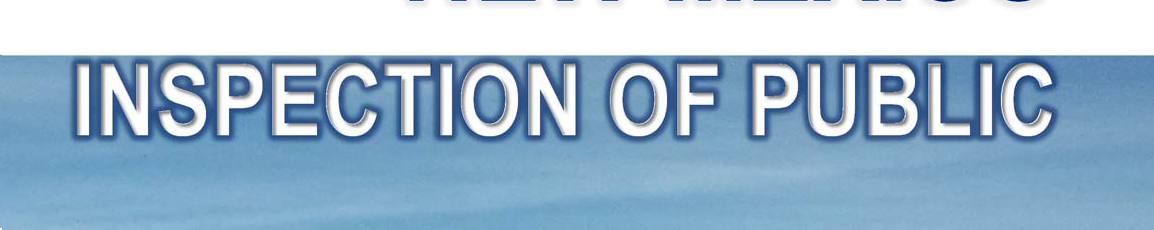 INSPECTION OF PUBLIC